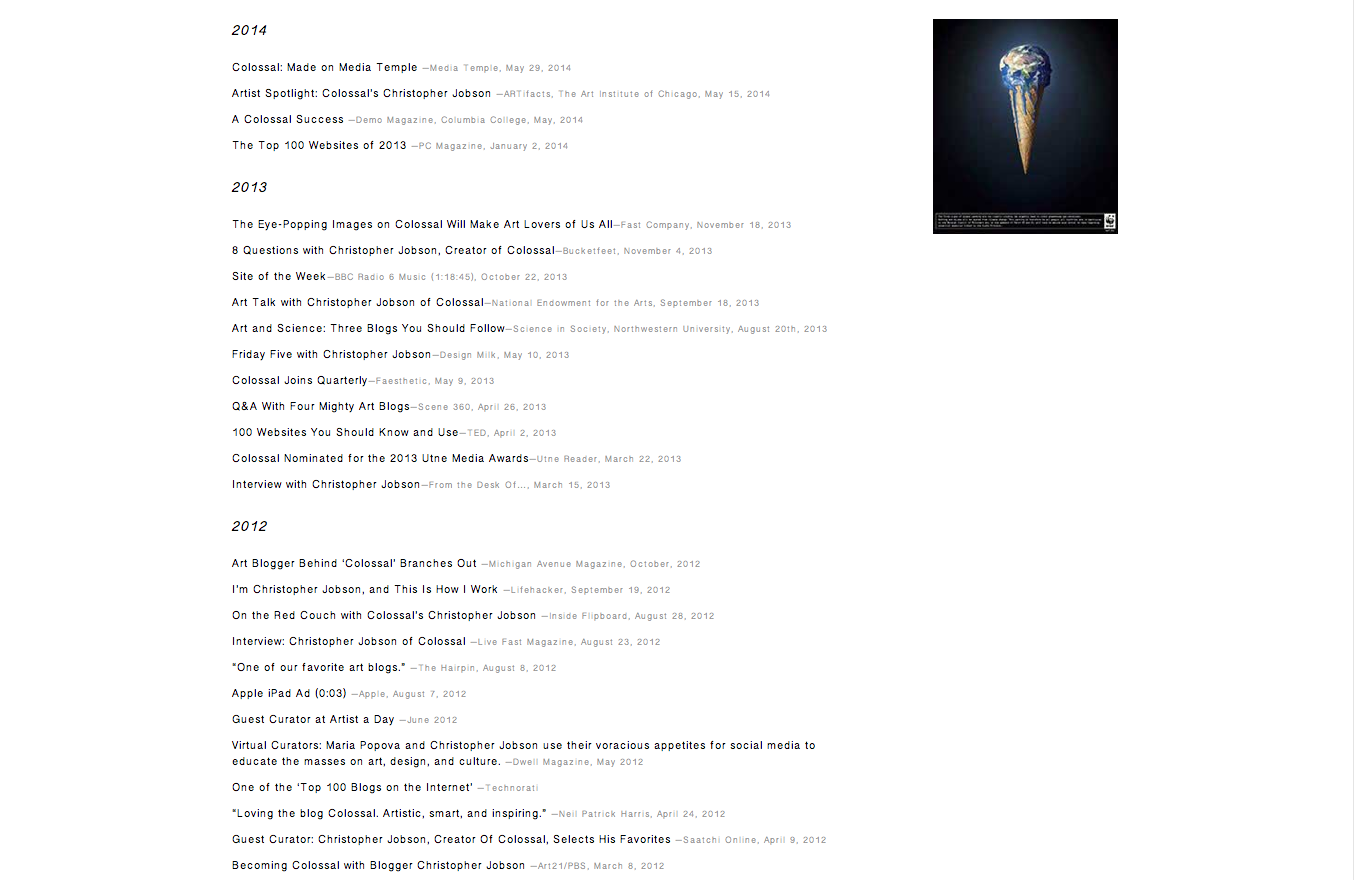 2014
Colossal: Made on Media Temple —Media Temple, May 29, 2014
Artist Spotlight: Colossal's Christopher Jobson —ARTifacts, The Art Institute of Chicago, May 15, 2014
A Colossal Success —Demo Magazine, Columbia College, May, 2014
The Top 100 Websites of 2013 —PC Magazine, January 2, 2014
2013
The Eye-Popping Images on Colossal Will Make Art Lovers of Us All—Fast Company, November 18, 2013
8 Questions with Christopher Jobson, Creator of Colossal—Bucketfeet, November 4, 2013
Site of the Week—BBC Radio 6 Music (1:18:45), October 22, 2013
Art Talk with Christopher Jobson of Colossal—National Endowment for the Arts, September 18, 2013
Art and Science: Three Blogs You Should Follow—Science in Society, Northwestern University, August 20th, 2013
Friday Five with Christopher Jobson—Design Milk, May 10, 2013
Colossal Joins Quarterly—Faesthetic, May 9, 2013
Q&A With Four Mighty Art Blogs—Scene 360, April 26, 2013
100 Websites You Should Know and Use—TED, April 2, 2013
Colossal Nominated for the 2013 Utne Media Awards—Utne Reader, March 22, 2013
Interview with Christopher Jobson—From the Desk Of..., March 15, 2013
2012
Art Blogger Behind 'Colossal' Branches Out —Michigan Avenue Magazine, October, 2012
I'm Christopher Jobson, and This Is How I Work —Lifehacker, September 19, 2012
On the Red Couch with Colossal's Christopher Jobson —Inside Flipboard, August 28, 2012
Interview: Christopher Jobson of Colossal —Live Fast Magazine, August 23, 2012
"One of our favorite art blogs." —The Hairpin, August 8, 2012
Apple iPad Ad (0:03) —Apple, August 7, 2012
Guest Curator at Artist a Day —June 2012
Virtual Curators: Maria Popova and Christopher Jobson use their voracious appetites for social media to
educate the masses on art, design, and culture. —Dwell Magazine, May 2012
One of the 'Top 100 Blogs on the Internet' —Technorati
"Loving the blog Colossal. Artistic, smart, and inspiring." —Neil Patrick Harris, April 24, 2012
Guest Curator: Christopher Jobson, Creator Of Colossal, Selects His Favorites —Saatchi Online, April 9, 2012
Becoming Colossal with Blogger Christopher Jobson —Art21/PBS, March 8, 2012